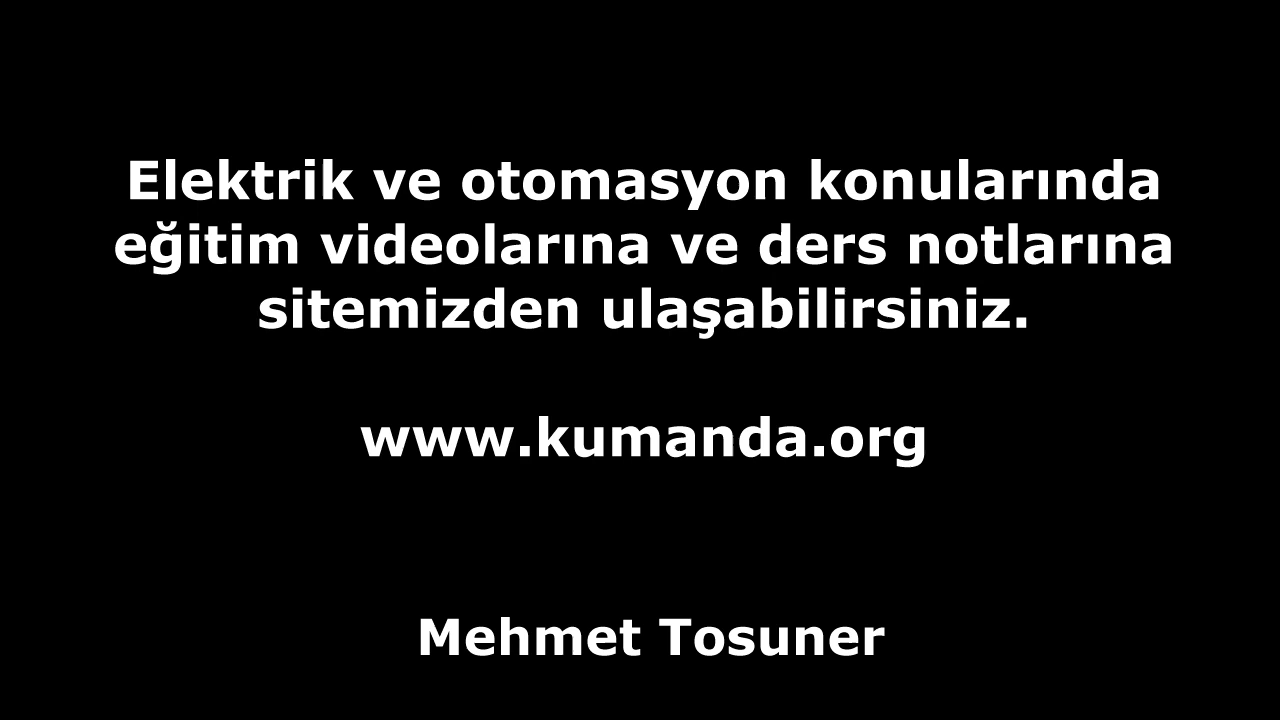 Elektrik ve otomasyon konularında
eğitim videolarına ve ders notlarına
sitemizden ulaşabilirsiniz.
www.kumanda.org
Mehmet Tosuner